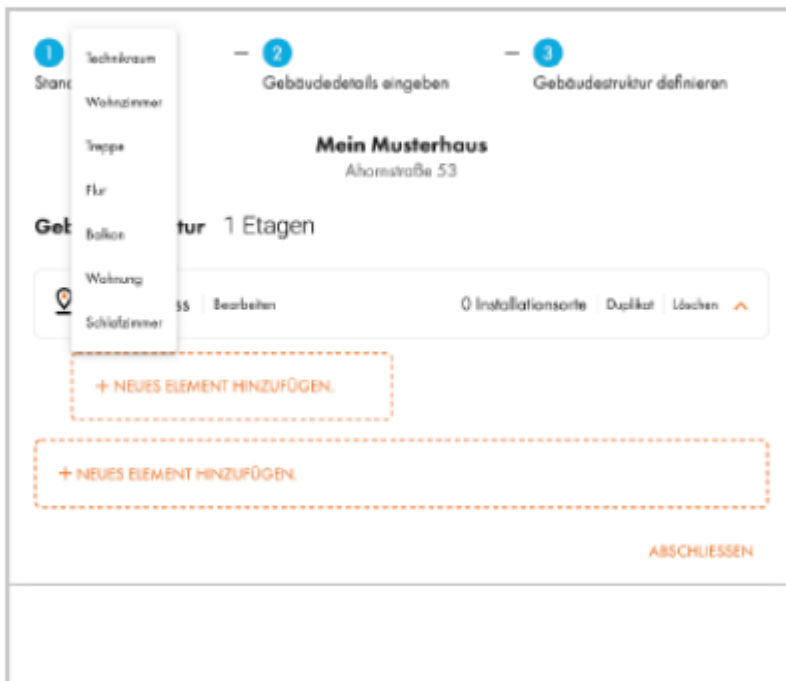 1 2 3
Stand Gebäudedetails eingeben Gebäudestruktur definieren
Technikraum
Wohnzimmer
Treppe
Flur
Balkon
Wohnung
Schlafzimmer
Mein Musterhaus
Ahornstraße 53
Geb tur 1 Etagen
ss Bearbeiten 0 Installationsorte Duplikat Löschen
+ NEUES ELEMENT HINZUFÜGEN.
+ NEUES ELEMENT HINZUFÜGEN.
ABSCHLIESSEN